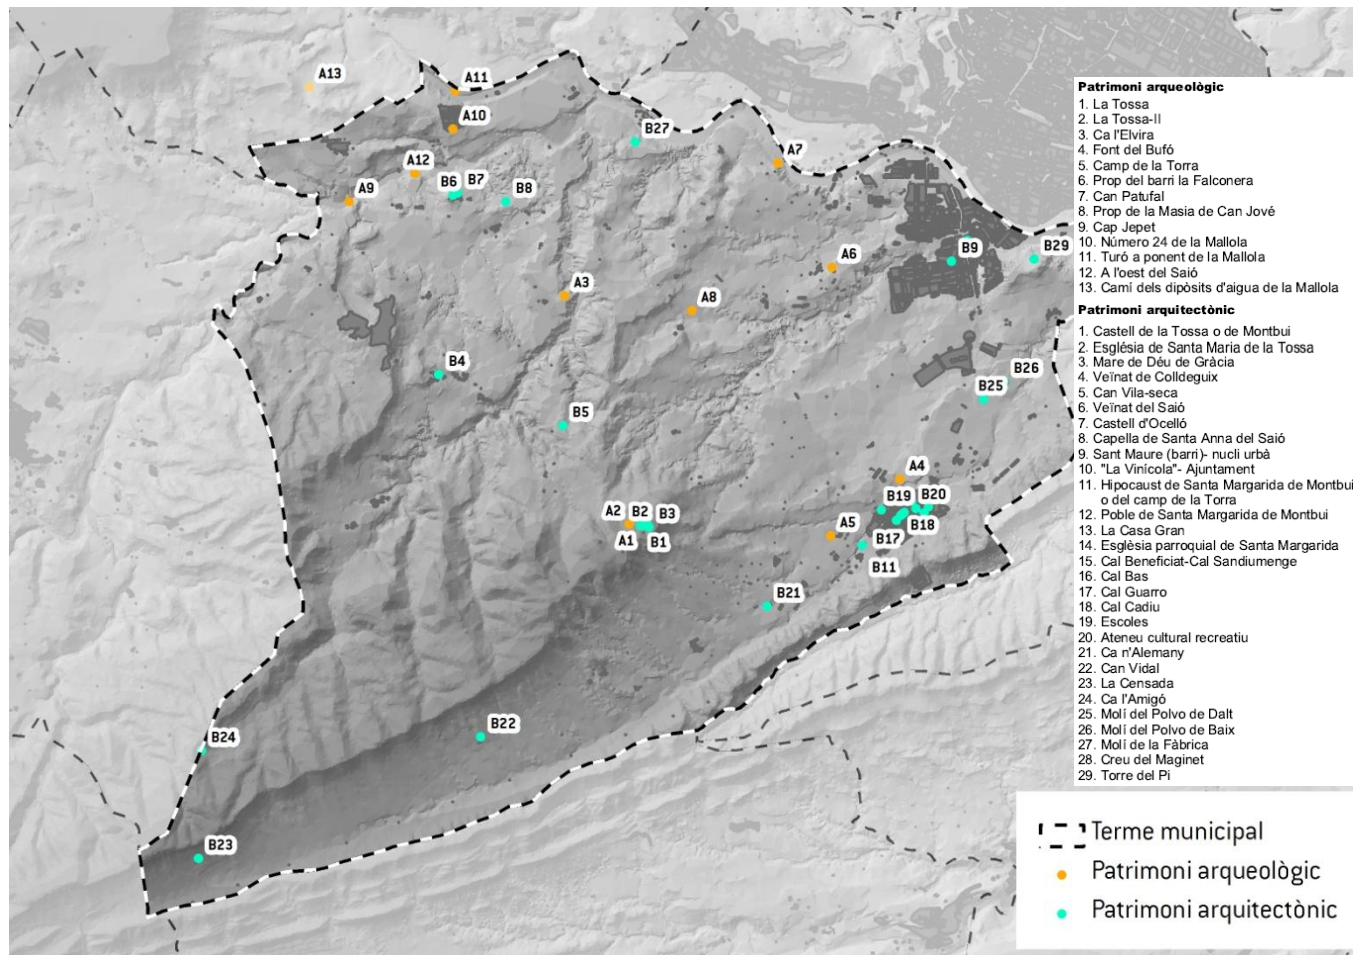 A13
A11
A10
B27
A7
A12
B6
B7
B8
A9
B9
B29
A6
A3
A8
B4
B26
B25
B5
A4
B19
B20
A2
B2
B3
A5
B18
A1
B1
B17
B11
B21
B22
B24
B23
Patrimoni arqueològic
1. La Tossa
2. La Tossa-II
3. Ca l'Elvira
4. Font del Bufó
5. Camp de la Torra
6. Prop del barri la Falconera
7. Can Patufal
8. Prop de la Masia de Can Jové
9. Cap Jepet
10. Número 24 de la Mallola
11. Turó a ponent de la Mallola
12. A l'oest del Saió
13. Camí dels dipòsits d'aigua de la Mallola
Patrimoni arquitectònic
1. Castell de la Tossa o de Montbui
2. Església de Santa Maria de la Tossa
3. Mare de Déu de Gràcia
4. Veïnat de Colldeguix
5. Can Vila-seca
6. Veïnat del Saió
7. Castell d'Ocelló
8. Capella de Santa Anna del Saió
9. Sant Maure (barri)- nucli urbà
10. "La Vinícola"- Ajuntament
11. Hipocaust de Santa Margarida de Montbui
o del camp de la Torra
12. Poble de Santa Margarida de Montbui
13. La Casa Gran
14. Esglèsia parroquial de Santa Margarida
15. Cal Beneficiat-Cal Sandiumenge
16. Cal Bas
17. Cal Guarro
18. Cal Cadiu
19. Escoles
20. Ateneu cultural recreatiu
21. Ca n'Alemany
22. Can Vidal
23. La Censada
24. Ca l'Amigó
25. Molí del Polvo de Dalt
26. Molí del Polvo de Baix
27. Molí de la Fàbrica
28. Creu del Maginet
29. Torre del Pi
Terme municipal
Patrimoni arqueològic
Patrimoni arquitectònic